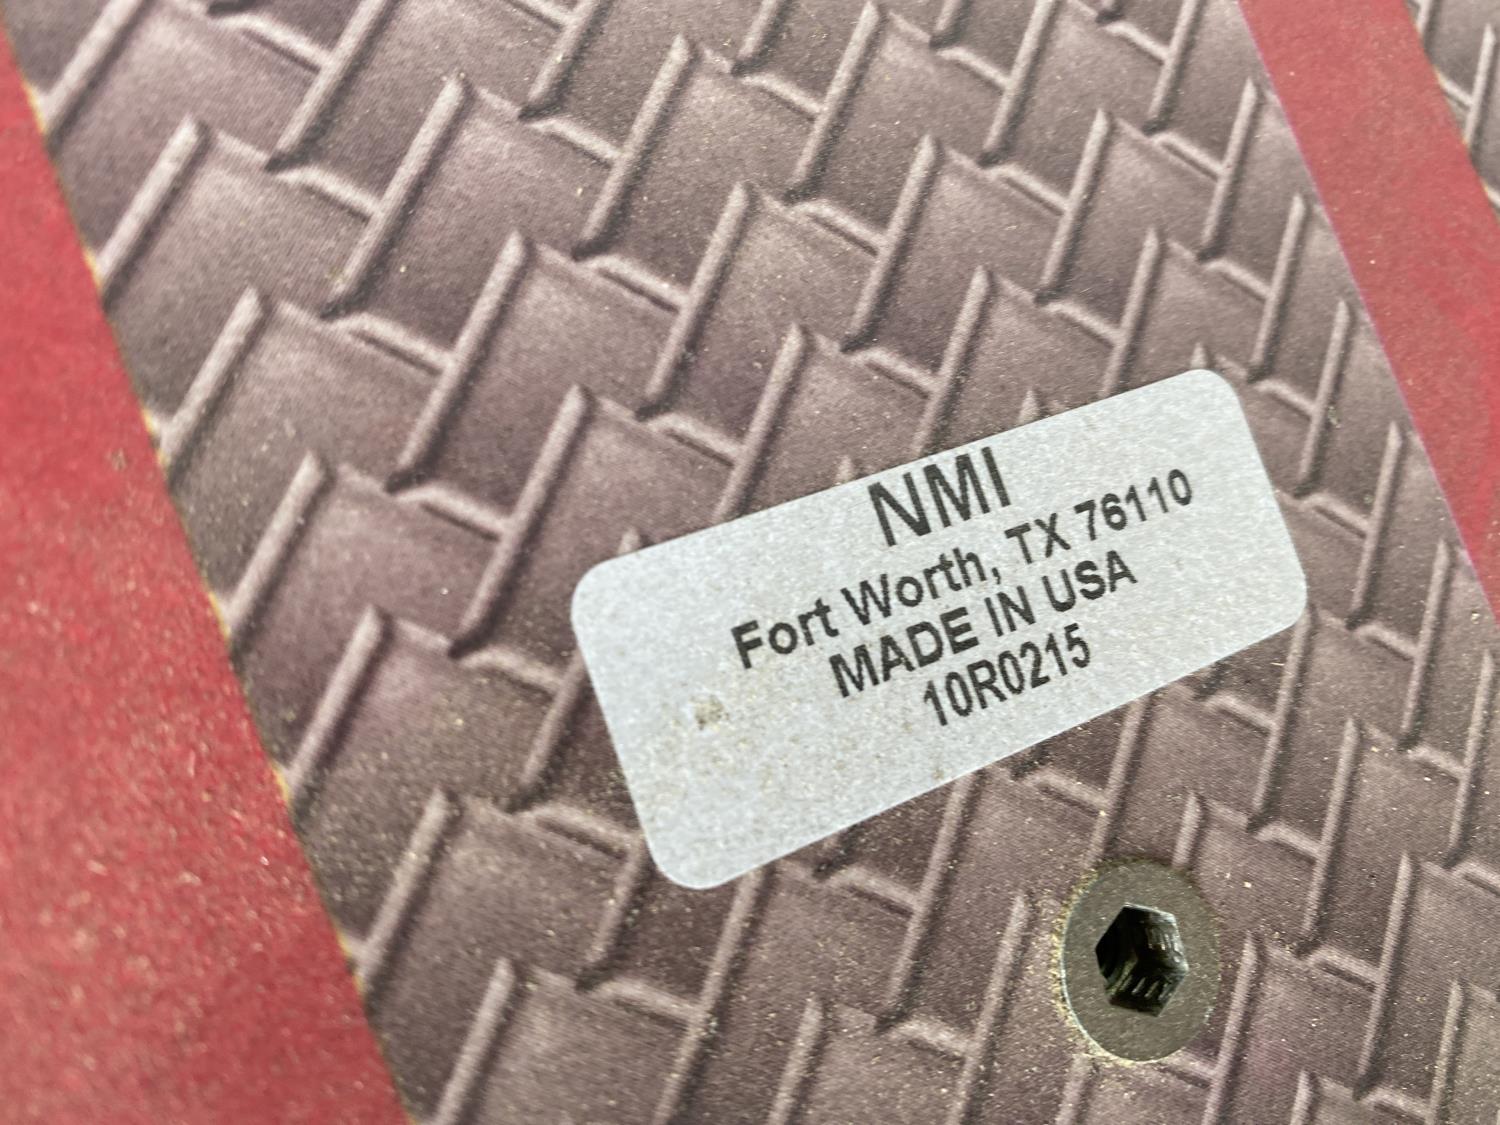 NMI
Fort Worth, TX 76110
MADE IN USA
10R0215